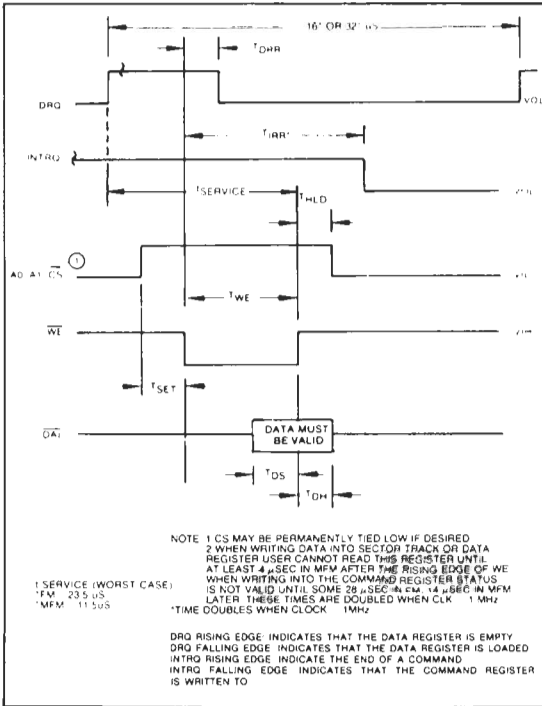 16* OR 32* µS
TDRR
DRQ
VOL
TIRR*
INTRQ
TSERVICE
THLD
A0 A1 CS 1
TWE
WE
TSET
DAL
DATA MUST
BE VALID
TDS
TDH
NOTE 1 CS MAY BE PERMANENTLY TIED LOW IF DESIRED
2 WHEN WRITING DATA INTO SECTOR TRACK OR DATA
REGISTER USER CANNOT READ THIS REGISTER UNTIL
AT LEAST 4 µSEC IN MFM AFTER THE RISING EDGE OF WE
WHEN WRITING INTO THE COMMAND REGISTER STATUS
IS NOT VALID UNTIL SOME 28 µSEC IN FM, 14 µSEC IN MFM
LATER THESE TIMES ARE DOUBLED WHEN CLK 1 MHz
*TIME DOUBLES WHEN CLOCK 1MHz
t SERVICE (WORST CASE)
*FM 23.5 uS
*MFM 11.5uS
DRQ RISING EDGE INDICATES THAT THE DATA REGISTER IS EMPTY
DRQ FALLING EDGE INDICATES THAT THE DATA REGISTER IS LOADED
INTRQ RISING EDGE INDICATE THE END OF A COMMAND
INTRQ FALLING EDGE INDICATES THAT THE COMMAND REGISTER
IS WRITTEN TO